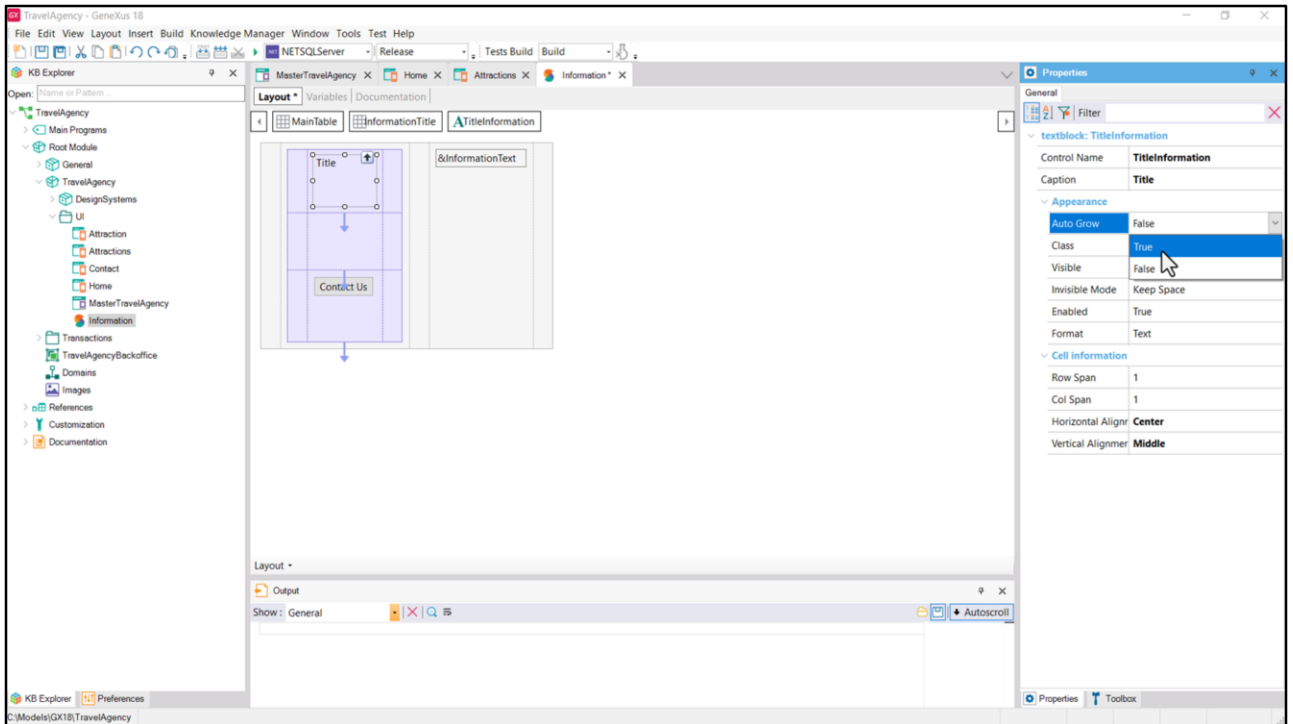 GX TravelAgency - GeneXus 18
File Edit View Layout Insert Build Knowledge Manager Window Tools Test Help
.NET NETSQLServer Release Tests Build Build
KB Explorer
Open: Name or Pattern ...
TravelAgency
Main Programs
Root Module
General
TravelAgency
DesignSystems
UI
Attraction
Attractions
Contact
Home
MasterTravelAgency
Information
Transactions
TravelAgencyBackoffice
Domains
Images
References
Customization
Documentation
KB Explorer Preferences
MasterTravelAgency X Home X Attractions X Information * X
Layout * Variables Documentation
MainTable InformationTitle ATitleInformation
Title
&InformationText
Contact Us
Layout
Output
Show: General
Autoscroll
Properties
General
Filter
textblock: TitleInformation
Control Name TitleInformation
Caption Title
Appearance
Auto Grow False
Class True
Visible False
Invisible Mode Keep Space
Enabled True
Format Text
Cell information
Row Span 1
Col Span 1
Horizontal Alignr Center
Vertical Alignmer Middle
Properties Toolbox
C:\Models\GX18\TravelAgency